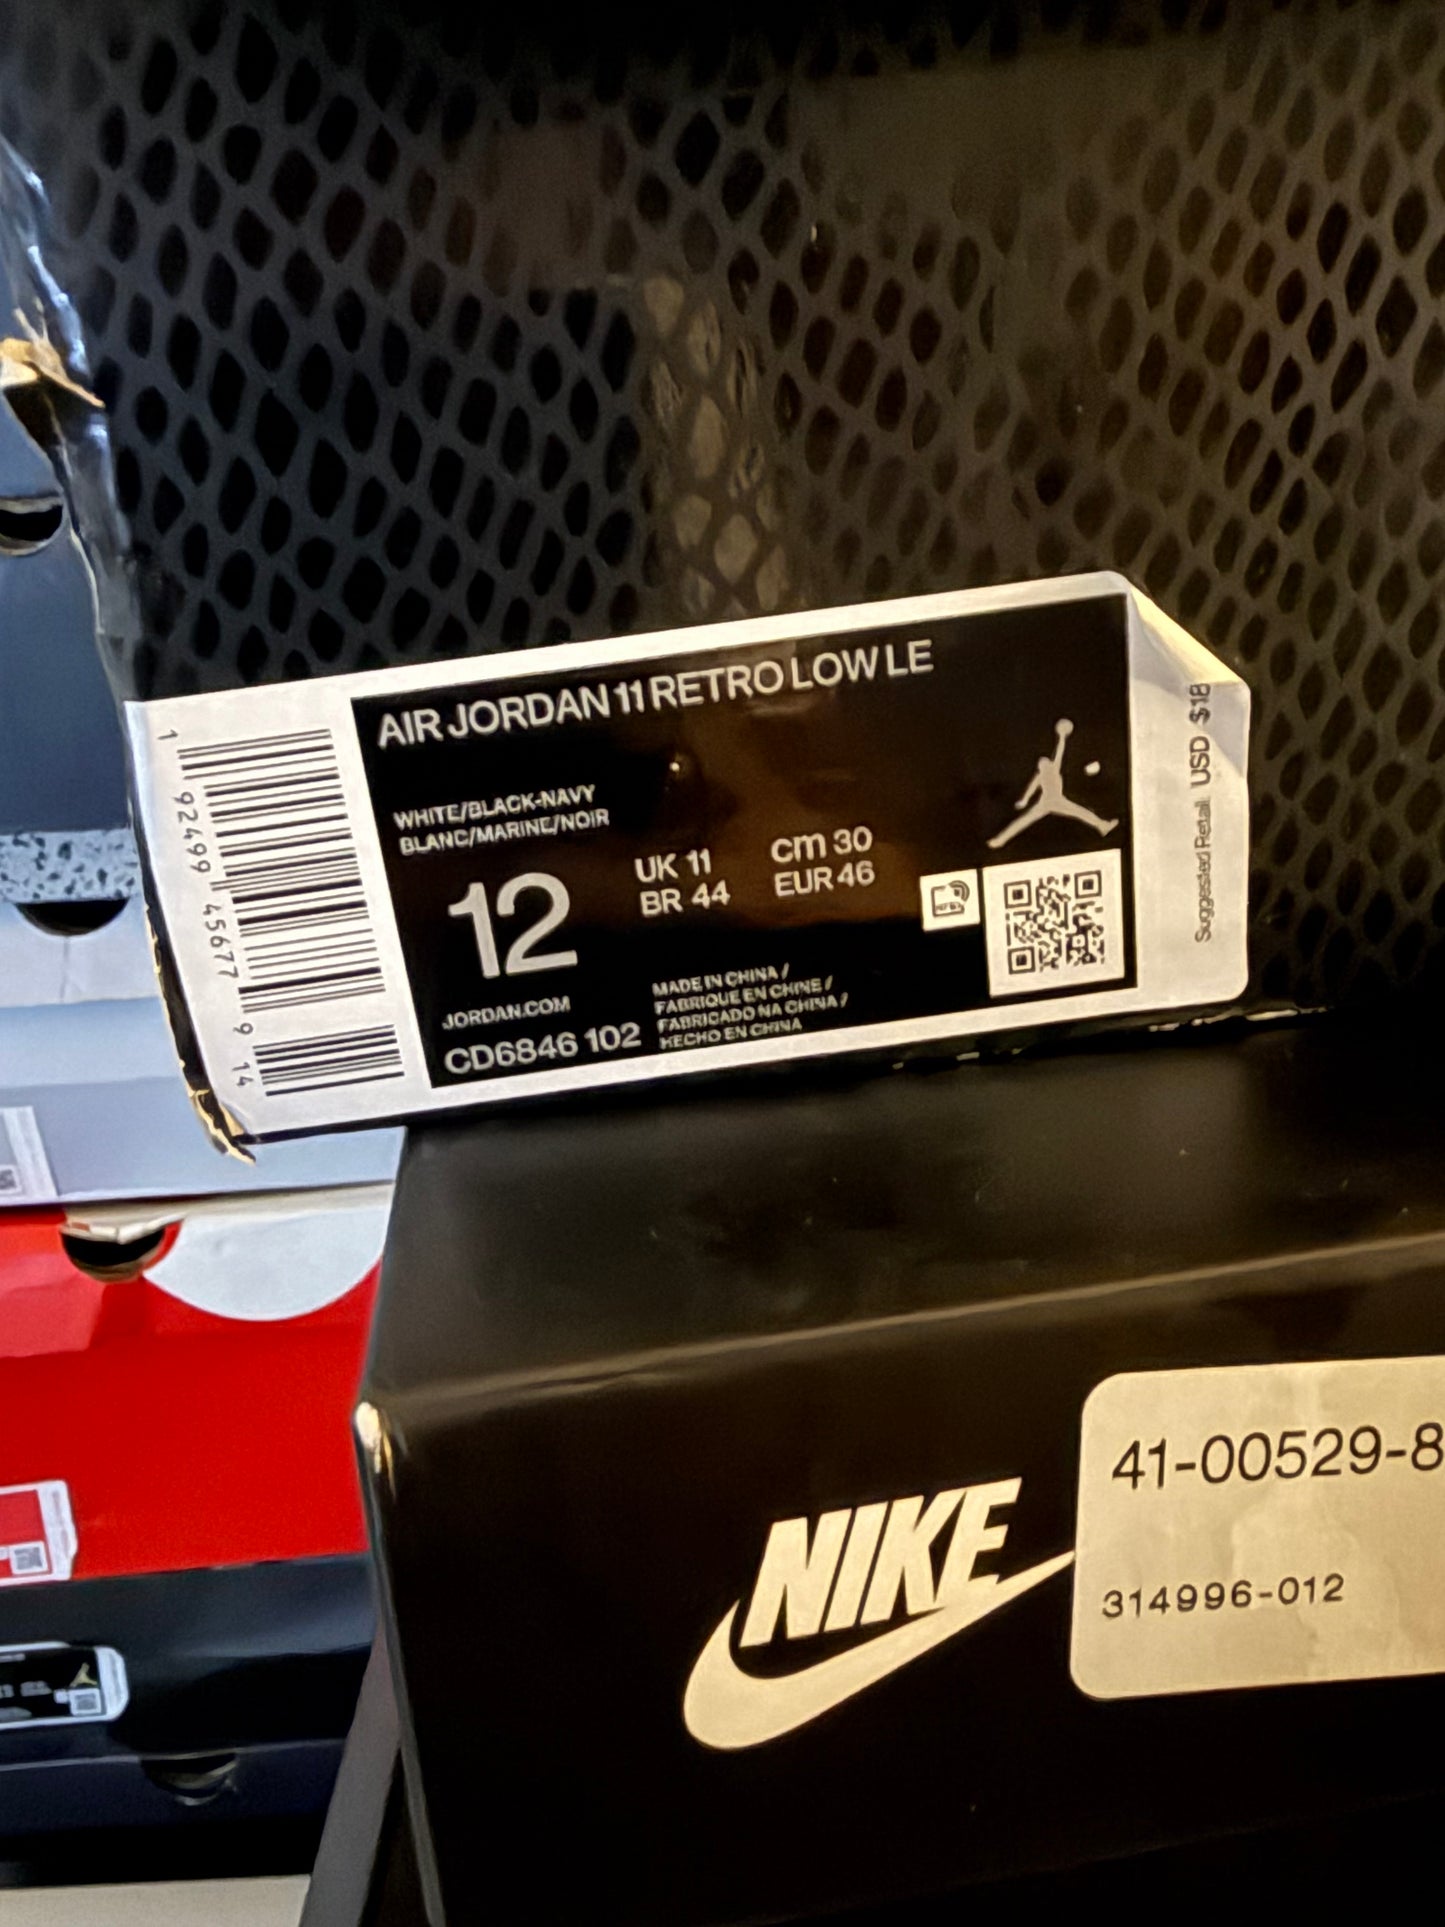 AIR JORDAN 11 RETRO LOW LE
WHITE/BLACK-NAVY
BLANC/MARINE/NOIR
12
UK 11
BR 44
cm 30
EUR 46
JORDAN.COM
CD6846 102
MADE IN CHINA /
FABRIQUE EN CHINE /
FABRICADO NA CHINA /
HECHO EN CHINA
1 92499 45677 9 14
Suggested Retail USD $18
NIKE
41-00529-8
314996-012